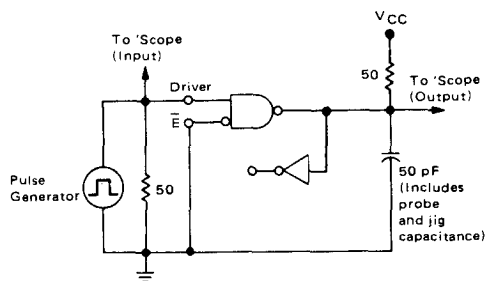 VCC
50
To 'Scope
(Input)
To 'Scope
(Output)
Driver
E̅
Pulse
Generator
50
50 pF
(Includes
probe
and jig
capacitance)